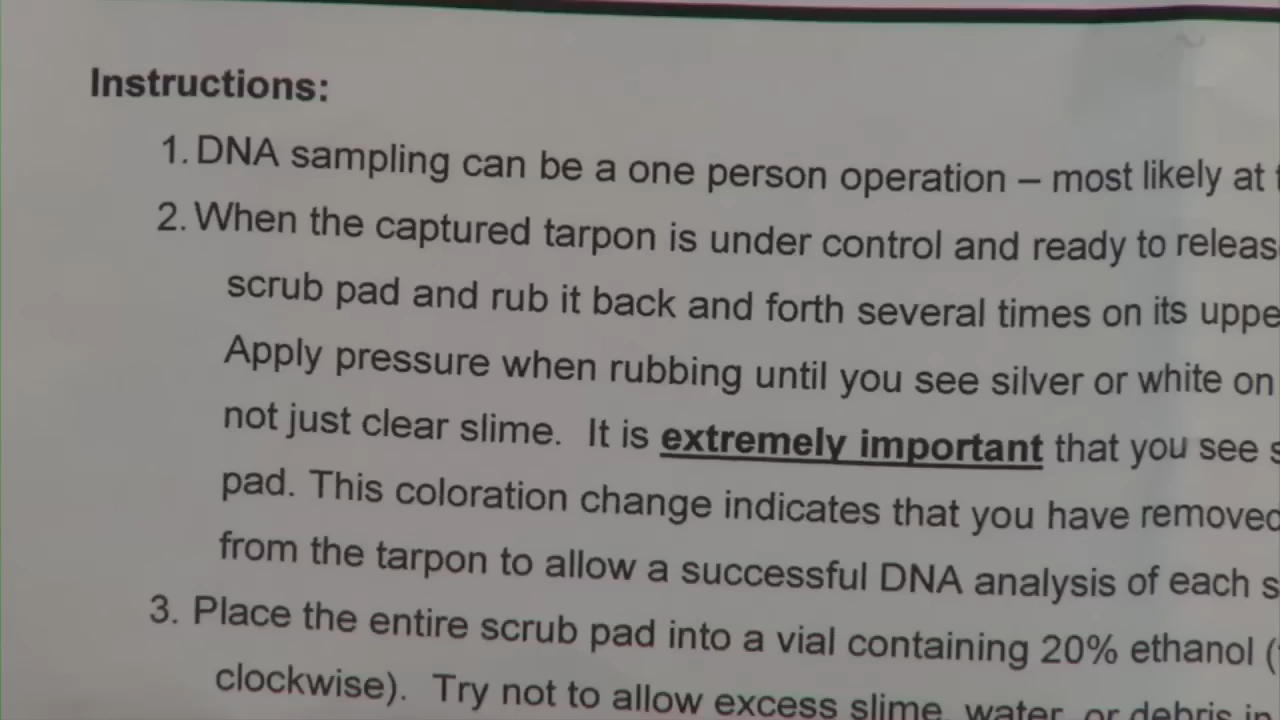 Instructions:
1. DNA sampling can be a one person operation – most likely at
2. When the captured tarpon is under control and ready to releas
scrub pad and rub it back and forth several times on its uppe
Apply pressure when rubbing until you see silver or white on
not just clear slime. It is extremely important that you see s
pad. This coloration change indicates that you have removed
from the tarpon to allow a successful DNA analysis of each s
3. Place the entire scrub pad into a vial containing 20% ethanol (
clockwise). Try not to allow excess slime, water, or debris in